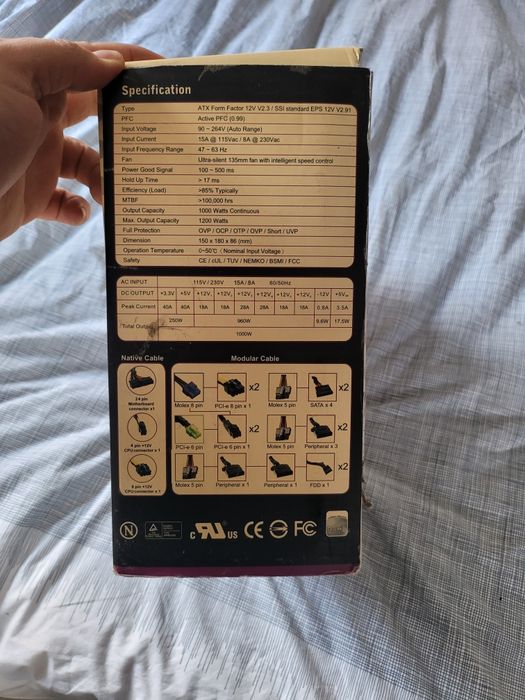 Specification
Type ATX Form Factor 12V V2.3 / SSI standard EPS 12V V2.91
PFC Active PFC (0.99)
Input Voltage 90 ~ 264V (Auto Range)
Input Current 15A @ 115Vac / 8A @ 230Vac
Input Frequency Range 47 ~ 63 Hz
Fan Ultra-silent 135mm fan with intelligent speed control
Power Good Signal 100 ~ 500 ms
Hold Up Time > 17 ms
Efficiency (Load) >85% Typically
MTBF >100,000 hrs
Output Capacity 1000 Watts Continuous
Max. Output Capacity 1200 Watts
Full Protection OVP / OCP / OTP / OVP / Short / UVP
Dimension 150 x 180 x 86 (mm)
Operation Temperature 0~50°C ( Nominal Input Voltage )
Safety CE / cUL / TUV / NEMKO / BSMI / FCC
AC INPUT 115V / 230V 15A / 8A 60/50Hz
DC OUTPUT +3.3V +5V +12V1 +12V2 +12V3 +12V4 +12V5 +12V6 -12V +5VSB
Peak Current 40A 40A 18A 18A 28A 28A 18A 18A 0.8A 3.5A
Total Output 250W 960W 9.6W 17.5W
1000W
Native Cable Modular Cable
24 pin
Motherboard
connector x1
4 pin +12V
CPU connector x 1
8 pin +12V
CPU connector x 1
Molex 8 pin PCI-e 8 pin x 1 x2 Molex 5 pin SATA x 4 x2
PCI-e 6 pin PCI-e 6 pin x 1 x2 Molex 5 pin Peripheral x 3 x2
Molex 5 pin Peripheral x 1 Peripheral x 1 FDD x 1 x2
N c RU US CE FC